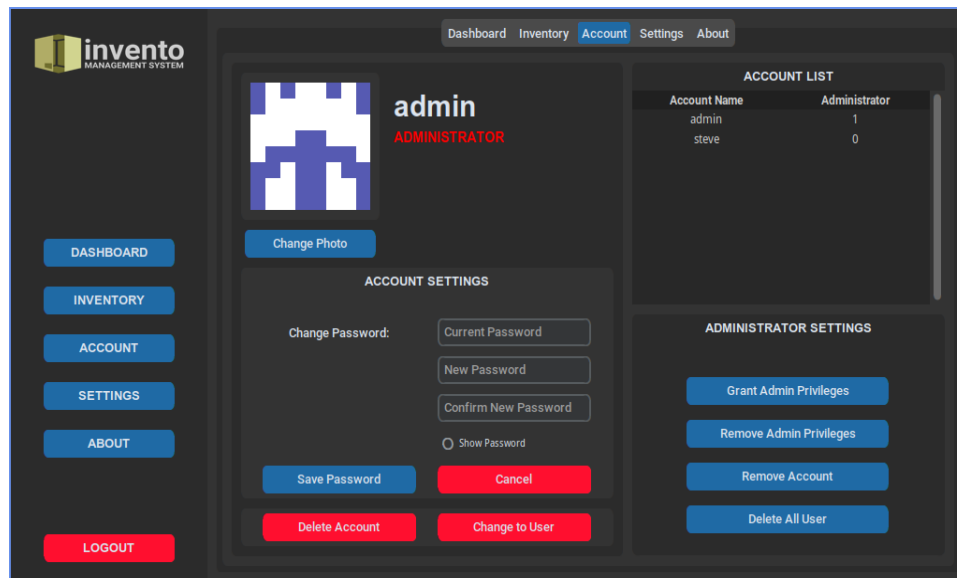 invento
MANAGEMENT SYSTEM
DASHBOARD
INVENTORY
ACCOUNT
SETTINGS
ABOUT
LOGOUT
Dashboard Inventory Account Settings About
admin
ADMINISTRATOR
Change Photo
ACCOUNT SETTINGS
Change Password: Current Password
New Password
Confirm New Password
Show Password
Save Password Cancel
Delete Account Change to User
ACCOUNT LIST
Account Name Administrator
admin 1
steve 0
ADMINISTRATOR SETTINGS
Grant Admin Privileges
Remove Admin Privileges
Remove Account
Delete All User